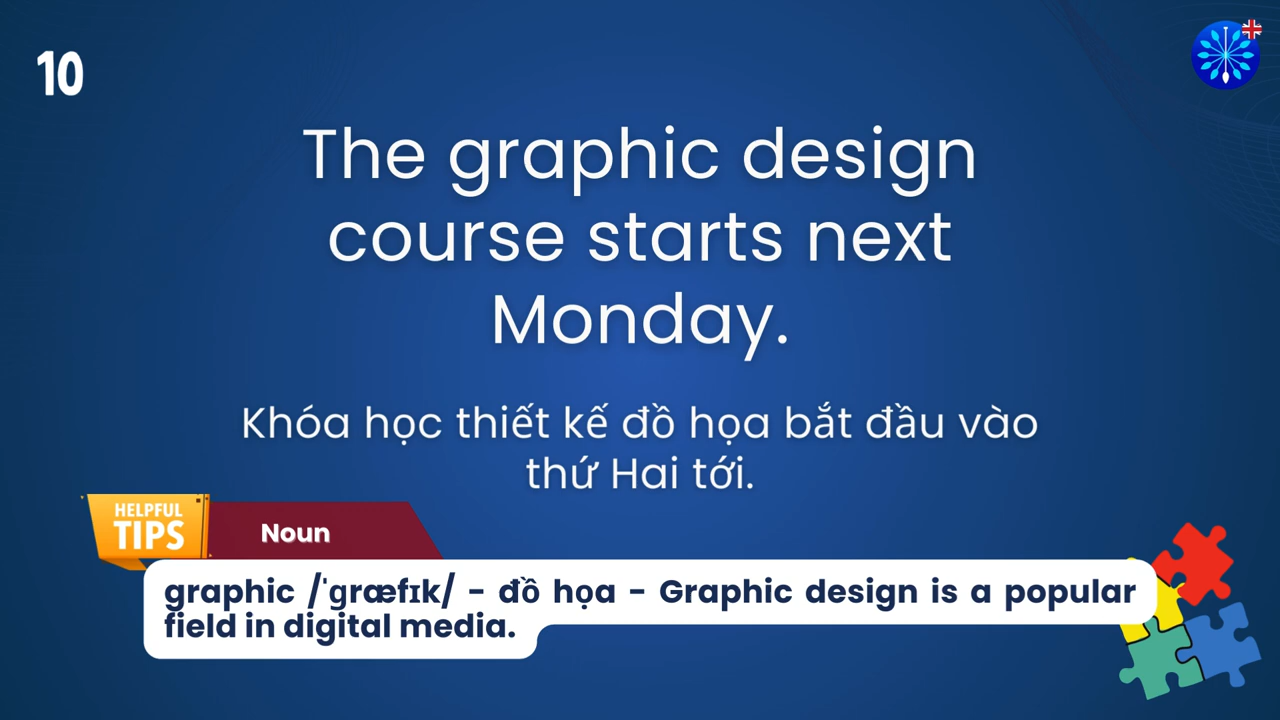 10
The graphic design
course starts next
Monday.
Khóa học thiết kế đồ họa bắt đầu vào
thứ Hai tới.
HELPFUL
TIPS
Noun
graphic /ˈɡræfɪk/ - đồ họa - Graphic design is a popular
field in digital media.